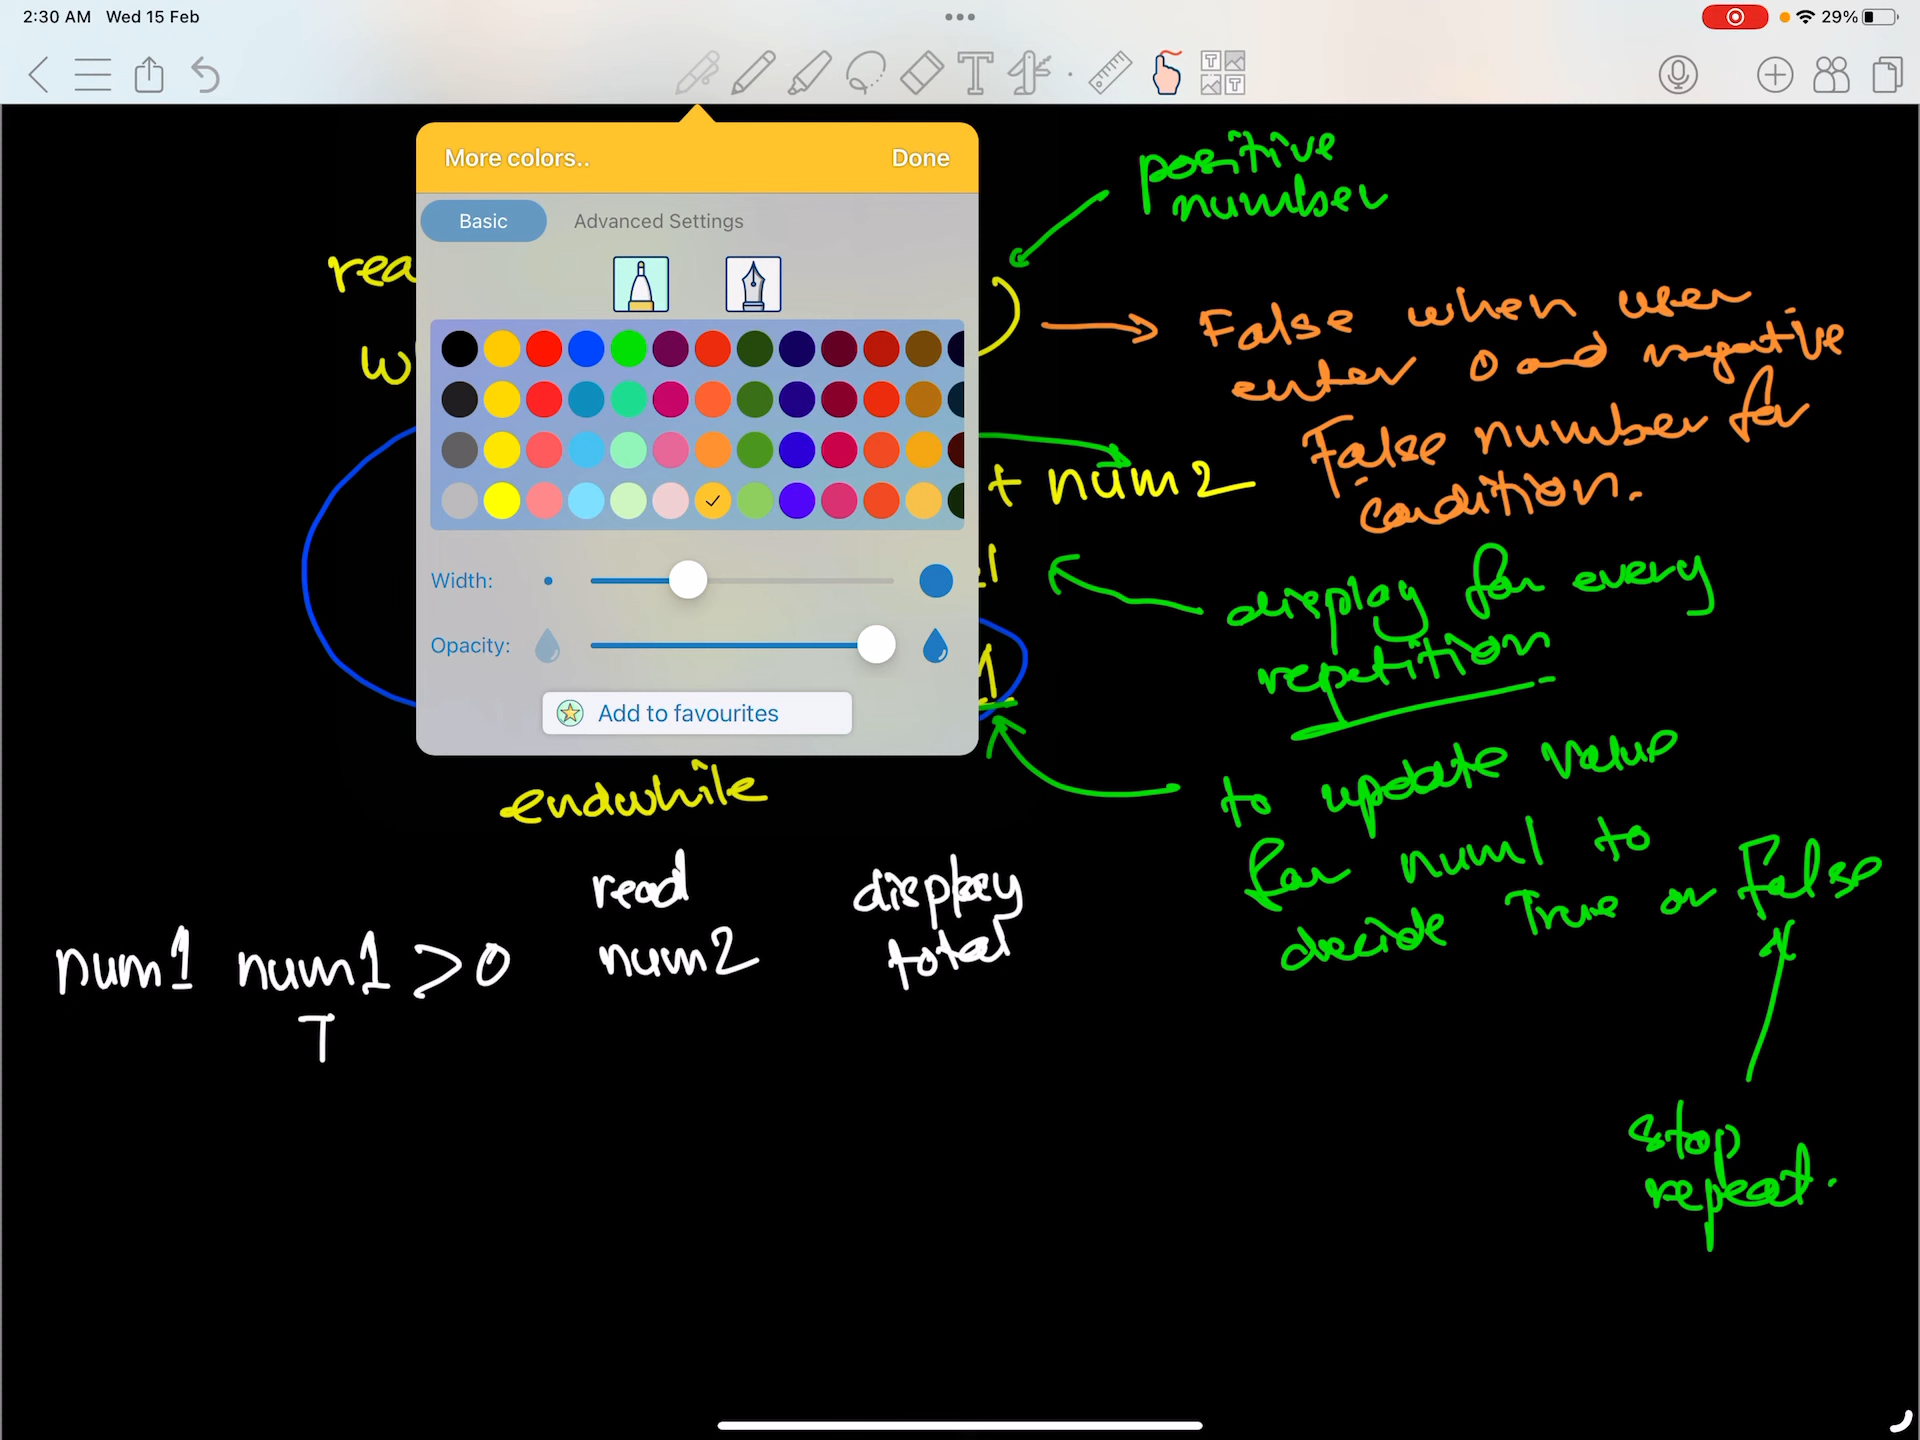 2:30 AM Wed 15 Feb
29%
More colors..
Done
Basic
Advanced Settings
Width:
Opacity:
Add to favourites
positive
number
rea
w
False when user
enter 0 and negative
False number for
condition.
+ num2
display for every
repetition
endwhile
to update value
for num1 to
decide True or False
stop
repeat.
read
num2
display
total
num1 num1 >0
T